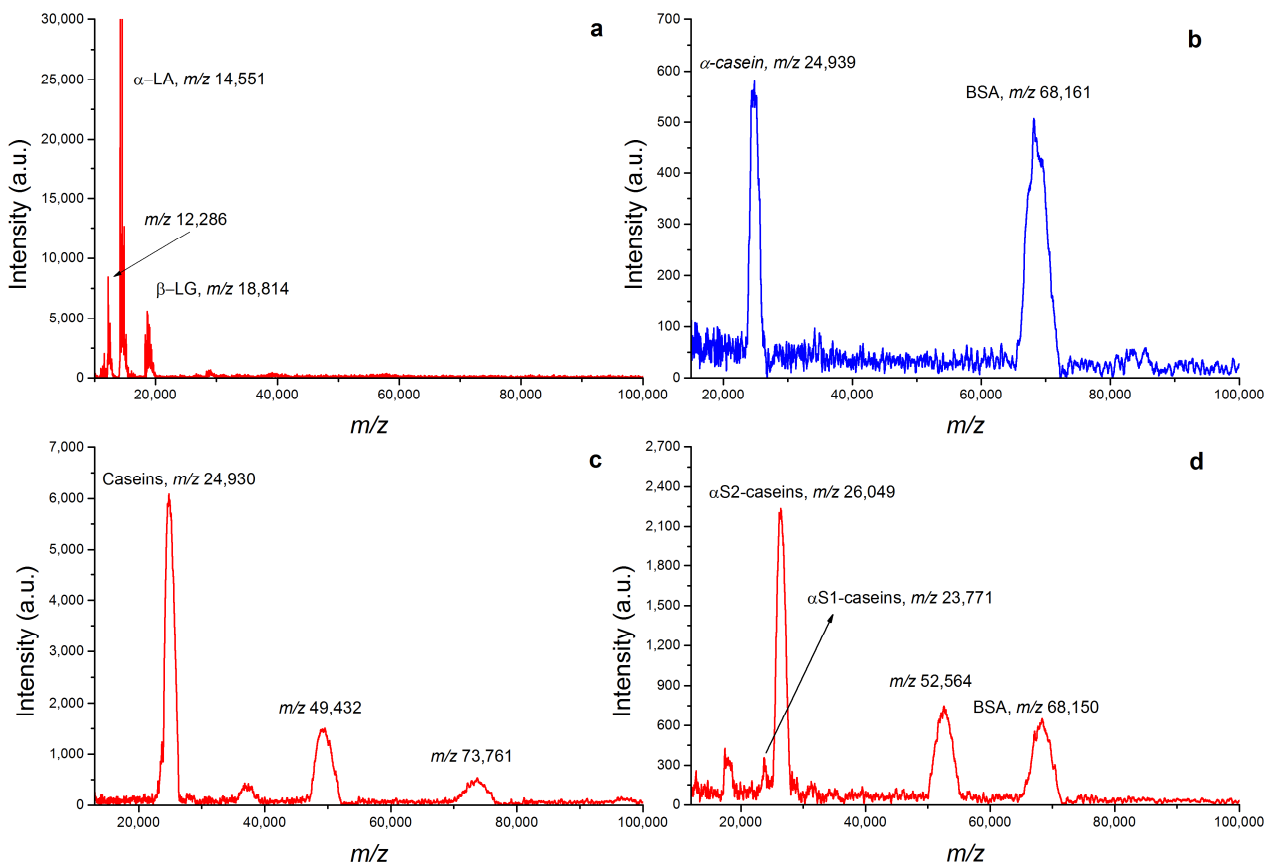 a
30,000
25,000
20,000
15,000
10,000
5,000
0
Intensity (a.u.)
α–LA, m/z 14,551
m/z 12,286
β–LG, m/z 18,814
20,000 40,000 60,000 80,000 100,000
m/z
b
700
600
500
400
300
200
100
0
Intensity (a.u.)
α-casein, m/z 24,939
BSA, m/z 68,161
20,000 40,000 60,000 80,000 100,000
m/z
c
7,000
6,000
5,000
4,000
3,000
2,000
1,000
0
Intensity (a.u.)
Caseins, m/z 24,930
m/z 49,432
m/z 73,761
20,000 40,000 60,000 80,000 100,000
m/z
d
2,700
2,400
2,100
1,800
1,500
1,200
900
600
300
0
Intensity (a.u.)
αS2-caseins, m/z 26,049
αS1-caseins, m/z 23,771
m/z 52,564
BSA, m/z 68,150
20,000 40,000 60,000 80,000 100,000
m/z